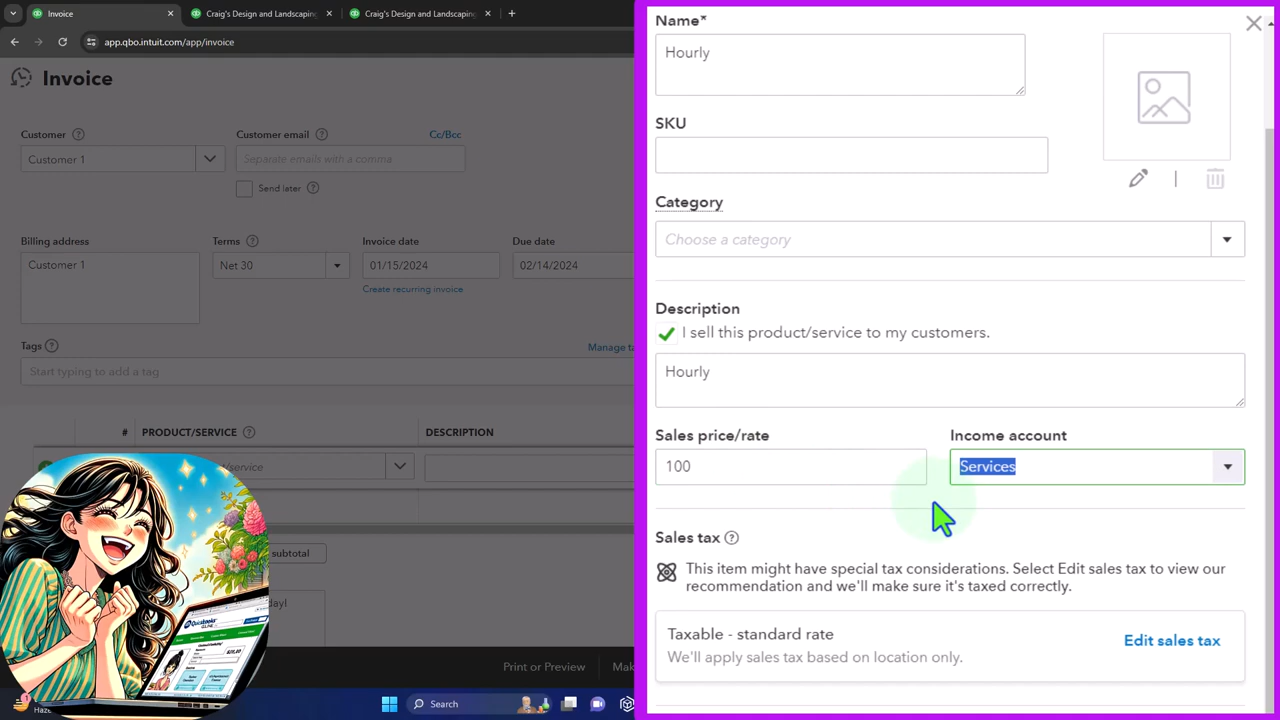 Invoice
Craig's Design and Landscaping
Craig's Design and Landscaping
app.qbo.intuit.com/app/invoice
Invoice
Customer
Customer email
Cc/Bcc
Customer 1
Separate emails with a comma
Send later
Billing address
Terms
Invoice date
Due date
Customer 1
Net 30
01/15/2024
02/14/2024
Create recurring invoice
Tags
Manage ta
Start typing to add a tag
# PRODUCT/SERVICE
DESCRIPTION
t/service
subtotal
day!
Print or Preview
Mak
Search
Haze
Name*
Hourly
SKU
Category
Choose a category
Description
I sell this product/service to my customers.
Hourly
Sales price/rate
Income account
100
Services
Sales tax
This item might have special tax considerations. Select Edit sales tax to view our
recommendation and we'll make sure it's taxed correctly.
Taxable - standard rate
Edit sales tax
We'll apply sales tax based on location only.